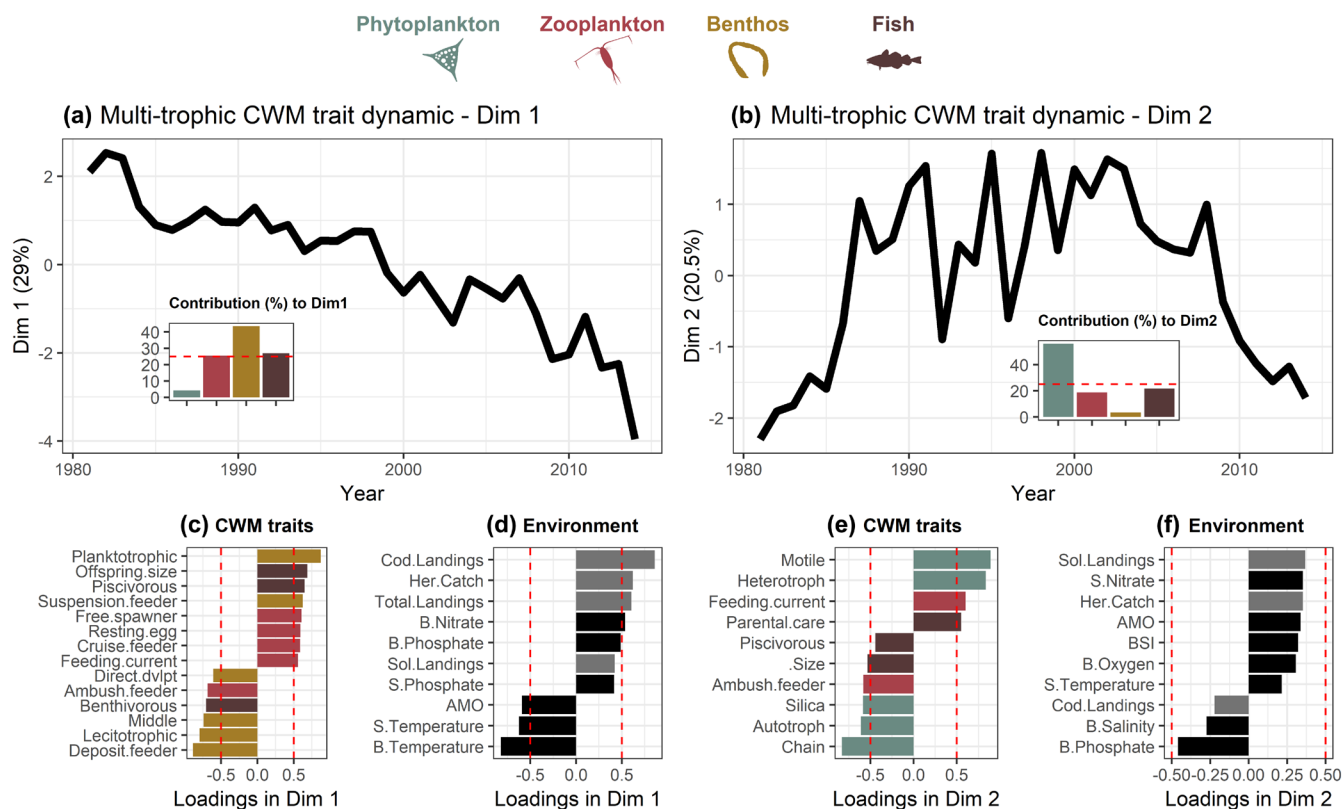 Phytoplankton Zooplankton Benthos Fish
(a) Multi-trophic CWM trait dynamic - Dim 1
Dim 1 (29%)
2
0
-2
-4
1980 1990 2000 2010
Year
Contribution (%) to Dim1
40
30
20
10
0
(b) Multi-trophic CWM trait dynamic - Dim 2
Dim 2 (20.5%)
1
0
-1
-2
1980 1990 2000 2010
Year
Contribution (%) to Dim2
40
20
0
(c) CWM traits
Planktotrophic
Offspring.size
Piscivorous
Suspension.feeder
Free.spawner
Resting.egg
Cruise.feeder
Feeding.current
Direct.dvlpt
Ambush.feeder
Benthivorous
Middle
Lecitotrophic
Deposit.feeder
-0.5 0.0 0.5
Loadings in Dim 1
(d) Environment
Cod.Landings
Her.Catch
Total.Landings
B.Nitrate
B.Phosphate
Sol.Landings
S.Phosphate
AMO
S.Temperature
B.Temperature
-0.5 0.0 0.5
Loadings in Dim 1
(e) CWM traits
Motile
Heterotroph
Feeding.current
Parental.care
Piscivorous
.Size
Ambush.feeder
Silica
Autotroph
Chain
-0.5 0.0 0.5
Loadings in Dim 2
(f) Environment
Sol.Landings
S.Nitrate
Her.Catch
AMO
BSI
B.Oxygen
S.Temperature
Cod.Landings
B.Salinity
B.Phosphate
-0.50 -0.25 0.00 0.25 0.50
Loadings in Dim 2